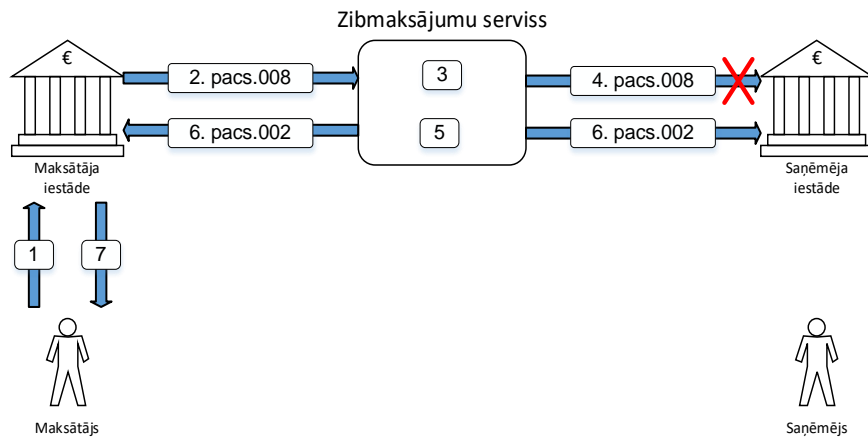 Zibmaksājumu serviss
€
€
2. pacs.008
3
4. pacs.008
6. pacs.002
5
6. pacs.002
Maksātāja
iestāde
Saņēmēja
iestāde
1
7
Maksātājs
Saņēmējs